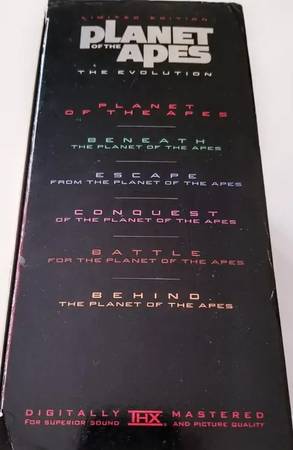 LIMITED EDITION
PLANET
OF THE APES
THE EVOLUTION
PLANET
OF THE APES
BENEATH
THE PLANET OF THE APES
ESCAPE
FROM THE PLANET OF THE APES
CONQUEST
OF THE PLANET OF THE APES
BATTLE
FOR THE PLANET OF THE APES
BEHIND
THE PLANET OF THE APES
DIGITALLY THX MASTERED
FOR SUPERIOR SOUND AND PICTURE QUALITY